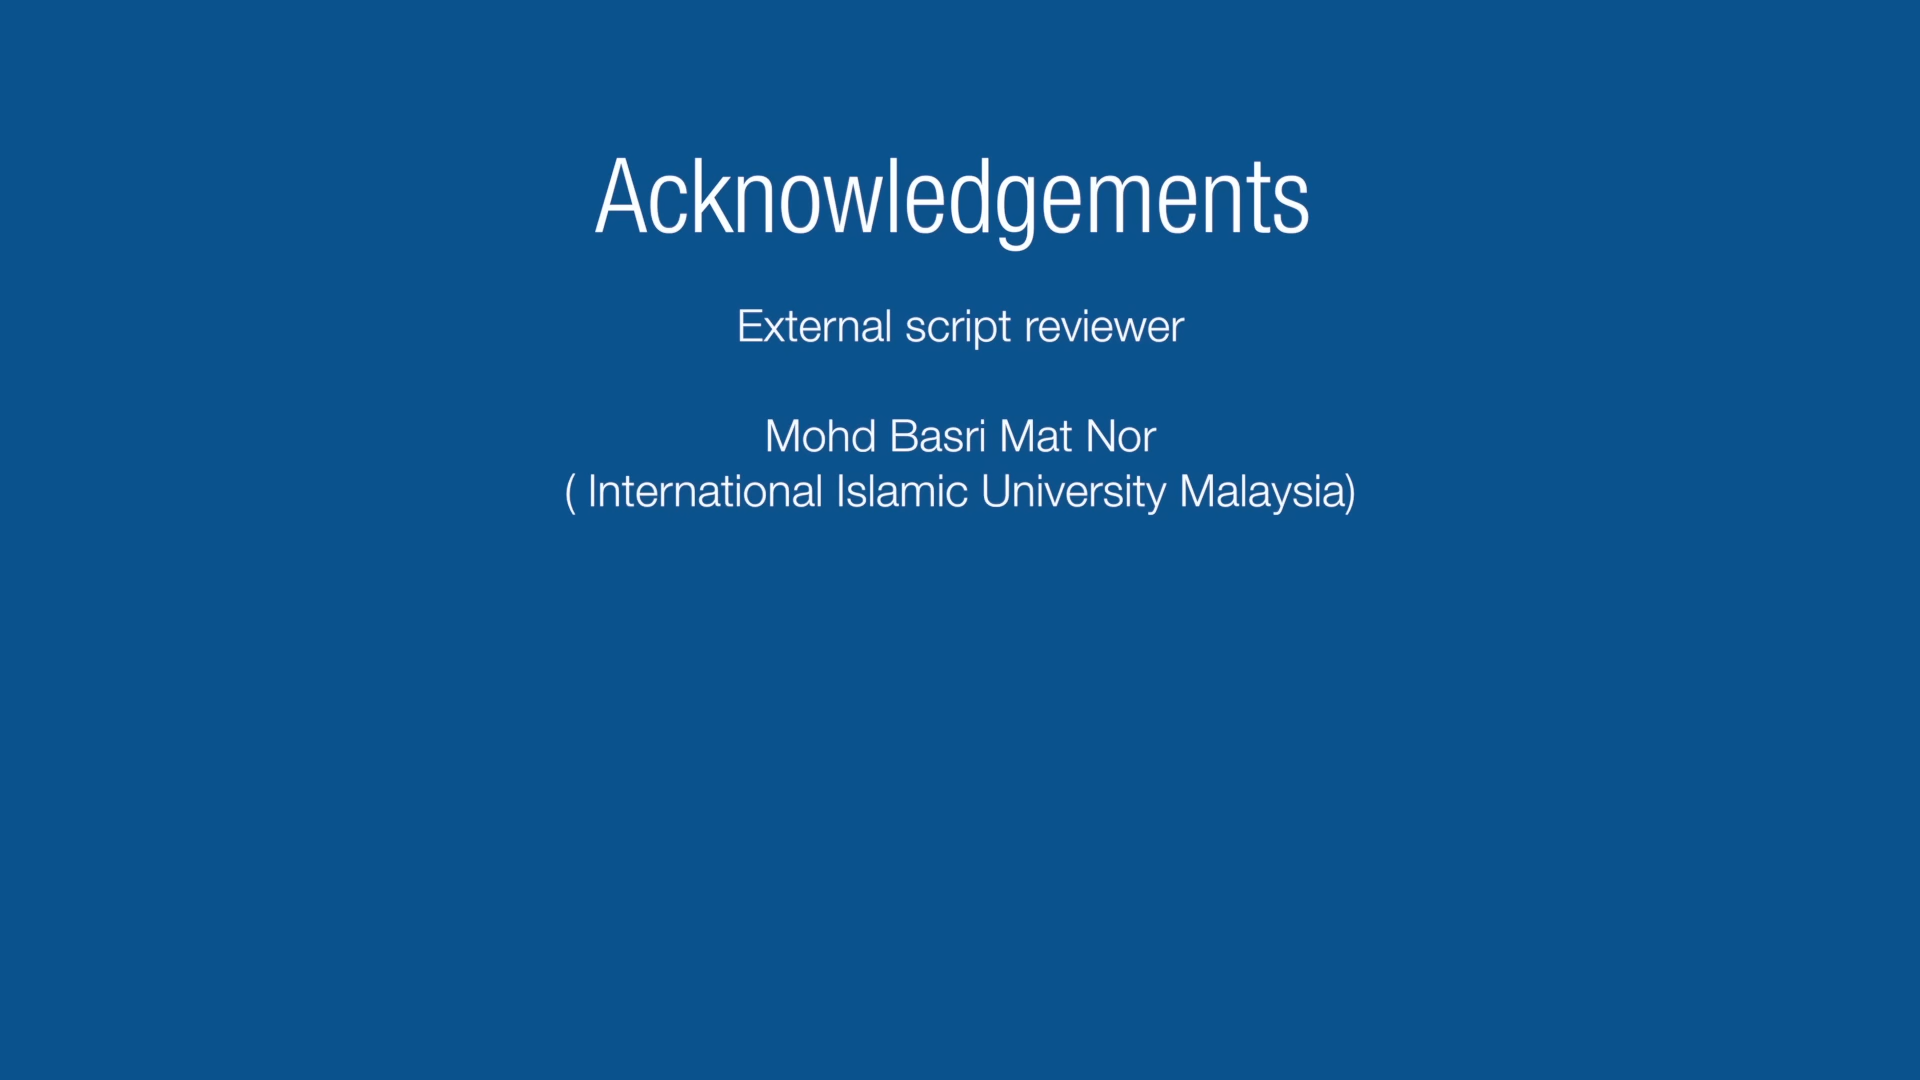 Acknowledgements
External script reviewer
Mohd Basri Mat Nor
( International Islamic University Malaysia)